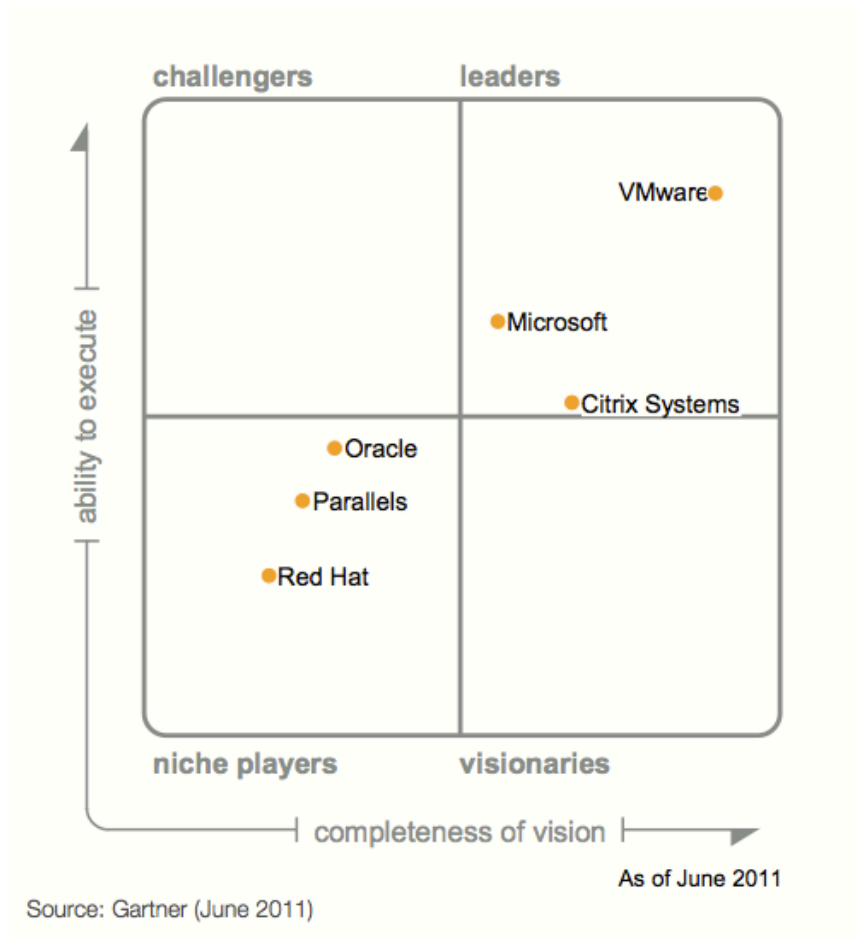 challengers
leaders
VMware
Microsoft
Citrix Systems
Oracle
Parallels
Red Hat
ability to execute
niche players
visionaries
completeness of vision
As of June 2011
Source: Gartner (June 2011)